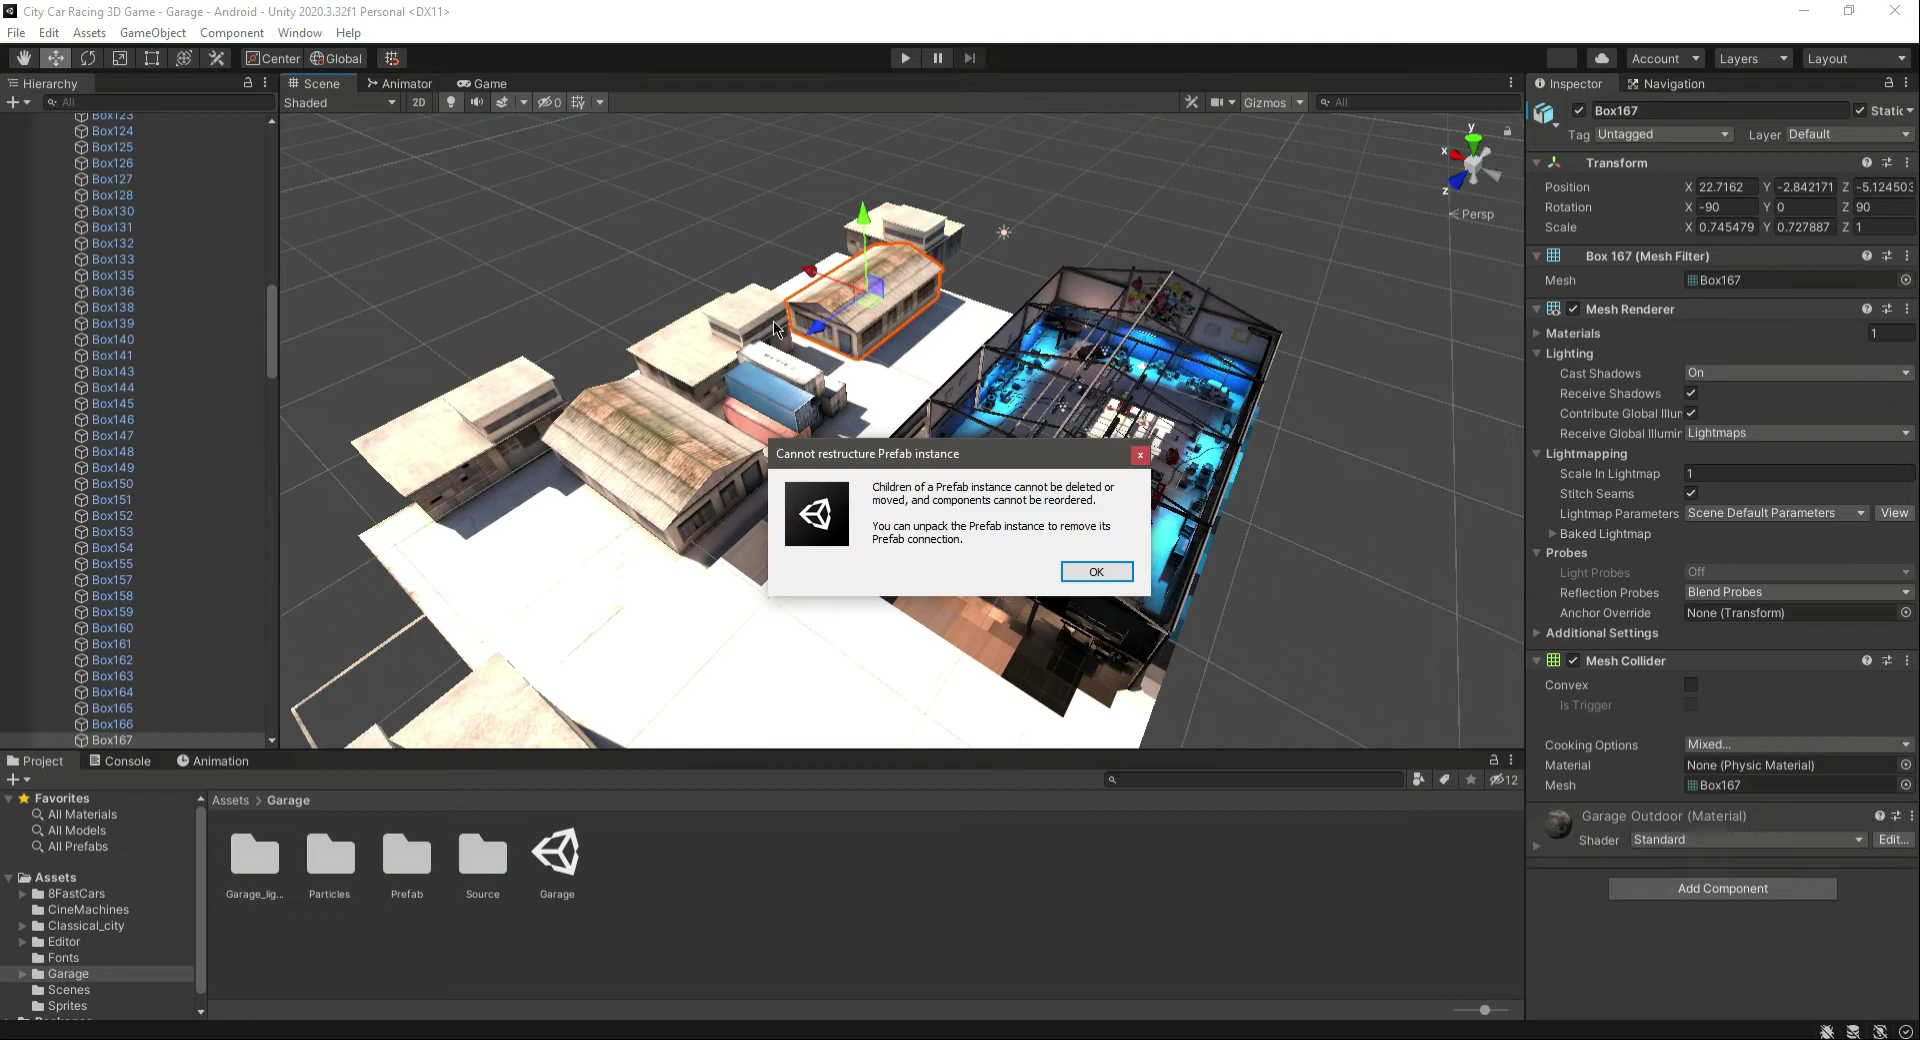 City Car Racing 3D Game - Garage - Android - Unity 2020.3.32f1 Personal <DX11>
File Edit Assets GameObject Component Window Help
Center Global Account Layers Layout
Hierarchy
All
Box123
Box124
Box125
Box126
Box127
Box128
Box130
Box131
Box132
Box133
Box135
Box136
Box138
Box139
Box140
Box141
Box143
Box144
Box145
Box146
Box147
Box148
Box149
Box150
Box151
Box152
Box153
Box154
Box155
Box157
Box158
Box159
Box160
Box161
Box162
Box163
Box164
Box165
Box166
Box167
Scene Animator Game
Shaded 2D 0 Gizmos All
y
x
z
Persp
Cannot restructure Prefab instance
x
Children of a Prefab instance cannot be deleted or
moved, and components cannot be reordered.
You can unpack the Prefab instance to remove its
Prefab connection.
OK
Inspector Navigation
Box167 Static
Tag Untagged Layer Default
Transform
Position X 22.7162 Y -2.842171 Z -5.124503
Rotation X -90 Y 0 Z 90
Scale X 0.745479 Y 0.727887 Z 1
Box 167 (Mesh Filter)
Mesh Box167
Mesh Renderer
Materials 1
Lighting
Cast Shadows On
Receive Shadows
Contribute Global Illum
Receive Global Illumir Lightmaps
Lightmapping
Scale In Lightmap 1
Stitch Seams
Lightmap Parameters Scene Default Parameters View
Baked Lightmap
Probes
Light Probes Off
Reflection Probes Blend Probes
Anchor Override None (Transform)
Additional Settings
Mesh Collider
Convex
Is Trigger
Cooking Options Mixed...
Material None (Physic Material)
Mesh Box167
Garage Outdoor (Material)
Shader Standard Edit...
Add Component
Project Console Animation
12
Favorites
All Materials
All Models
All Prefabs
Assets
8FastCars
CineMachines
Classical_city
Editor
Fonts
Garage
Scenes
Sprites
Assets > Garage
Garage_lig... Particles Prefab Source Garage